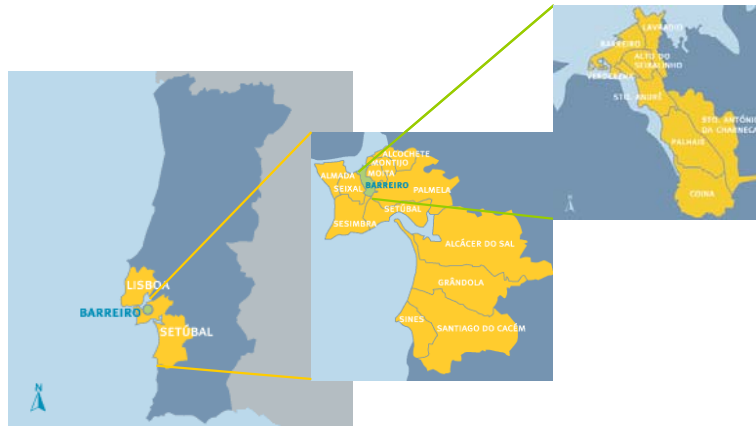 LISBOA
BARREIRO
SETÚBAL
N
ALCOCHETE
MONTIJO
ALMADA
MOITA
SEIXAL
BARREIRO
PALMELA
SETÚBAL
SESIMBRA
ALCÁCER DO SAL
GRÂNDOLA
SINES
SANTIAGO DO CACÉM
LAVRADIO
BARREIRO
ALTO DO
SEIXALINHO
VERDERENA
STO. ANDRÉ
STO. ANTÓNIO
DA CHARNECA
PALHAIS
COINA